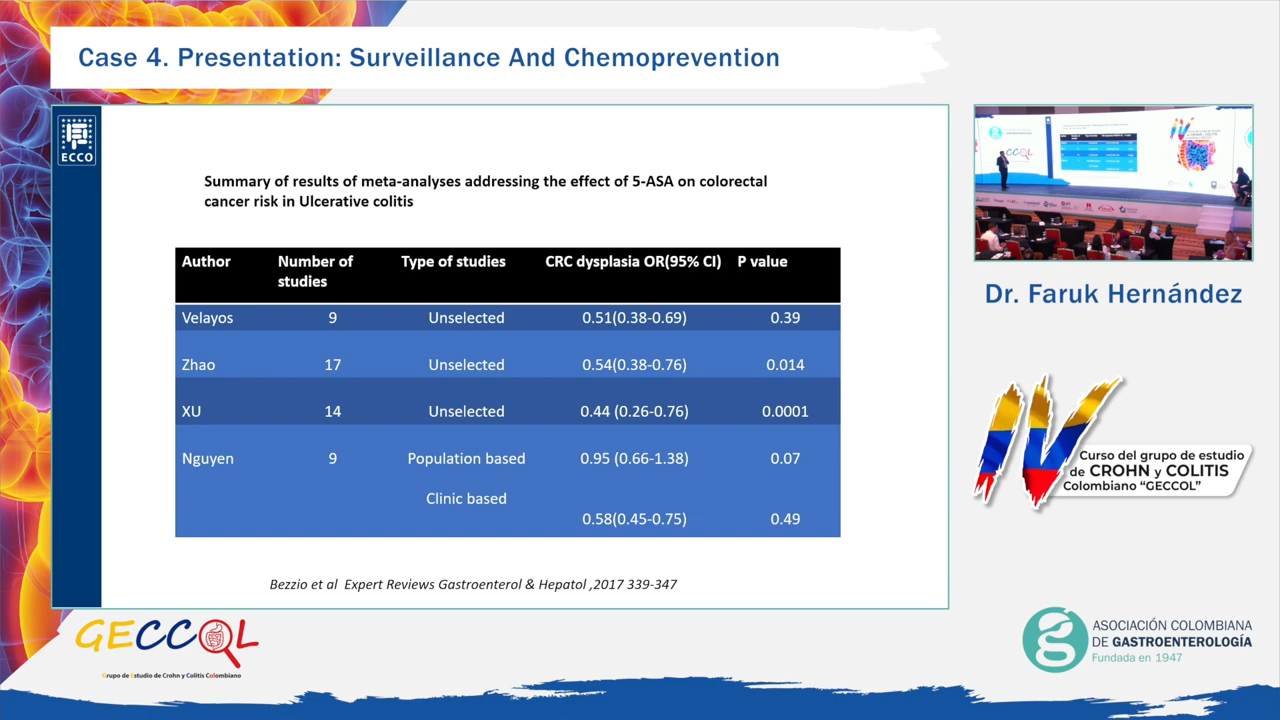 Case 4. Presentation: Surveillance And Chemoprevention
ECCO
Summary of results of meta-analyses addressing the effect of 5-ASA on colorectal
cancer risk in Ulcerative colitis
Author Number of studies Type of studies CRC dysplasia OR(95% CI) P value
Velayos 9 Unselected 0.51(0.38-0.69) 0.39
Zhao 17 Unselected 0.54(0.38-0.76) 0.014
XU 14 Unselected 0.44 (0.26-0.76) 0.0001
Nguyen 9 Population based 0.95 (0.66-1.38) 0.07
Clinic based
0.58(0.45-0.75) 0.49
Bezzio et al Expert Reviews Gastroenterol & Hepatol ,2017 339-347
Dr. Faruk Hernández
IV
Curso del grupo de estudio
de CROHN y COLITIS
Colombiano “GECCOL”
GECCOL
Grupo de Estudio de Crohn y Colitis Colombiano
ASOCIACIÓN COLOMBIANA
DE GASTROENTEROLOGÍA
Fundada en 1947